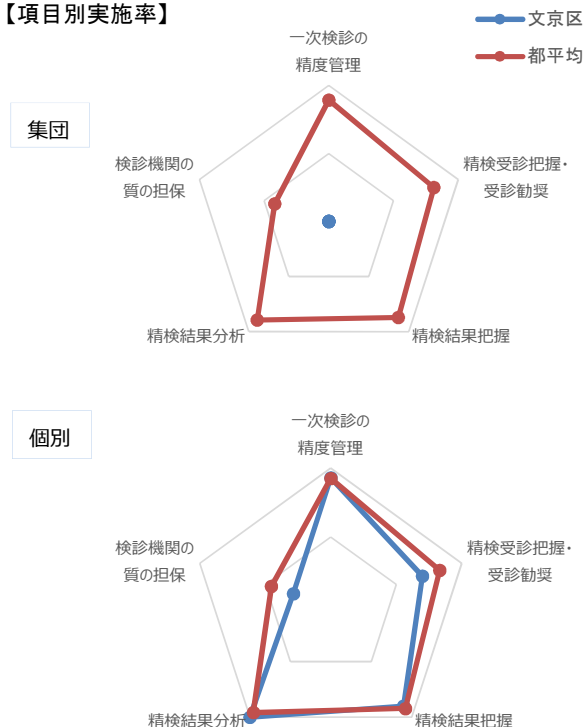 【項目別実施率】
文京区
都平均
集団
一次検診の
精度管理
精検受診把握・
受診勧奨
精検結果把握
精検結果分析
検診機関の
質の担保
個別
一次検診の
精度管理
精検受診把握・
受診勧奨
精検結果把握
精検結果分析
検診機関の
質の担保